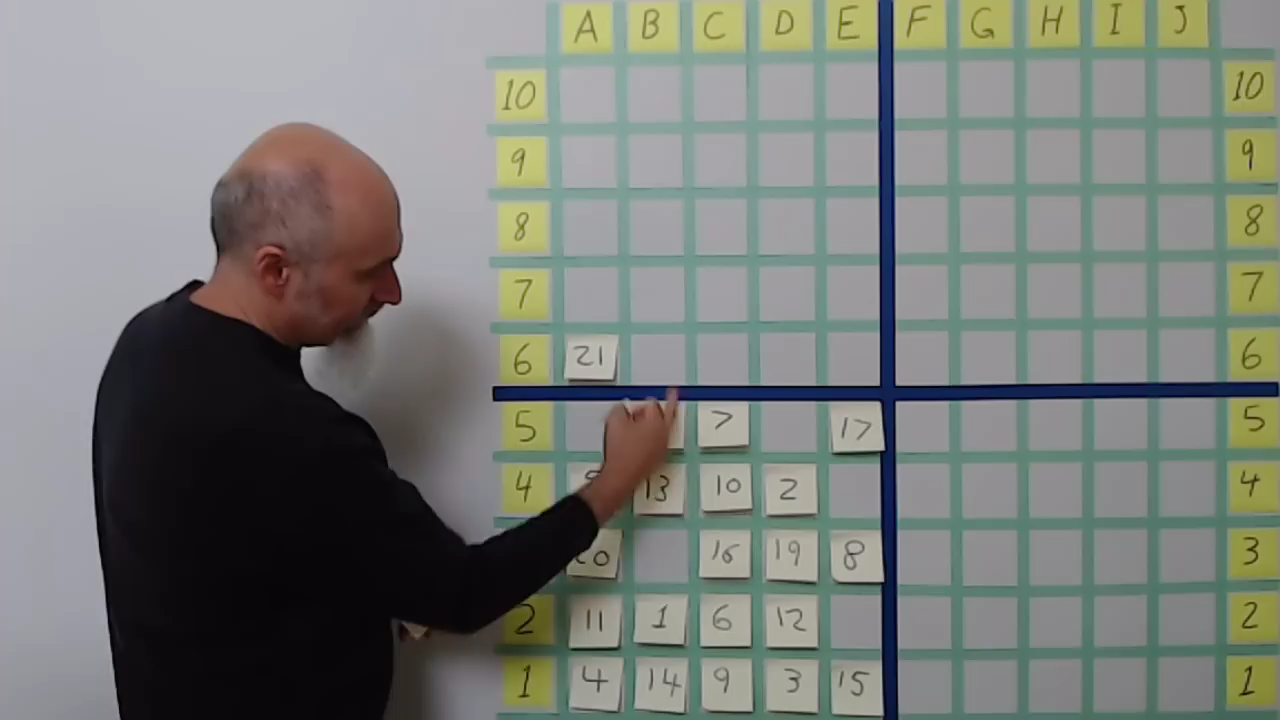 A B C D E F G H I J
10 10
9 9
8 8
7 7
6 21 6
5 7 17 5
4 13 10 2 4
16 19 8 3
2 11 1 6 12 2
1 4 14 9 3 15 1